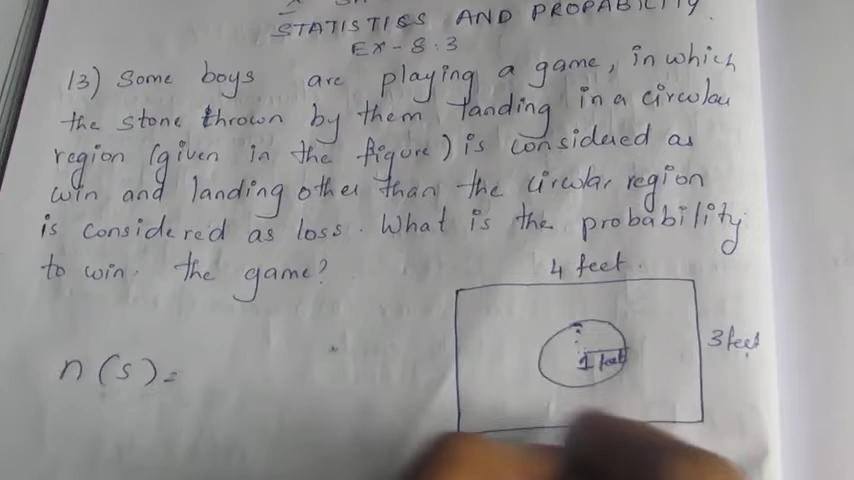 STATISTICS AND PROPABILITY.
EX-8.3
13) Some boys are playing a game, in which
the stone thrown by them landing in a circular
region (given in the figure) is considered as
win and landing other than the circular region
is considered as loss. What is the probability
to win the game?
4 feet
3 feet
1 feet
n(s)=